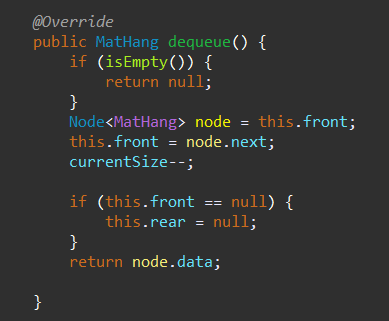 @Override
public MatHang dequeue() {
if (isEmpty()) {
return null;
}
Node<MatHang> node = this.front;
this.front = node.next;
currentSize--;
if (this.front == null) {
this.rear = null;
}
return node.data;
}